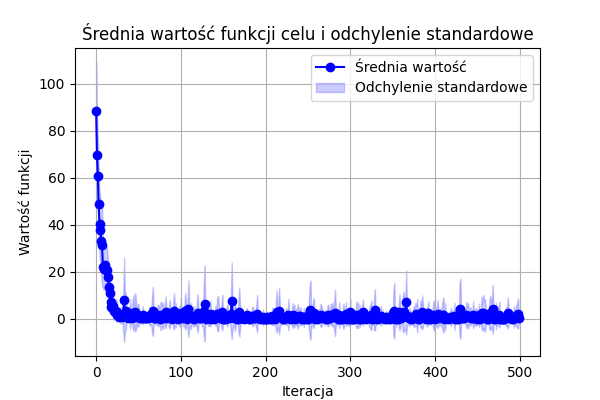 Średnia wartość funkcji celu i odchylenie standardowe
Średnia wartość
Odchylenie standardowe
Wartość funkcji
100
80
60
40
20
0
0 100 200 300 400 500
Iteracja